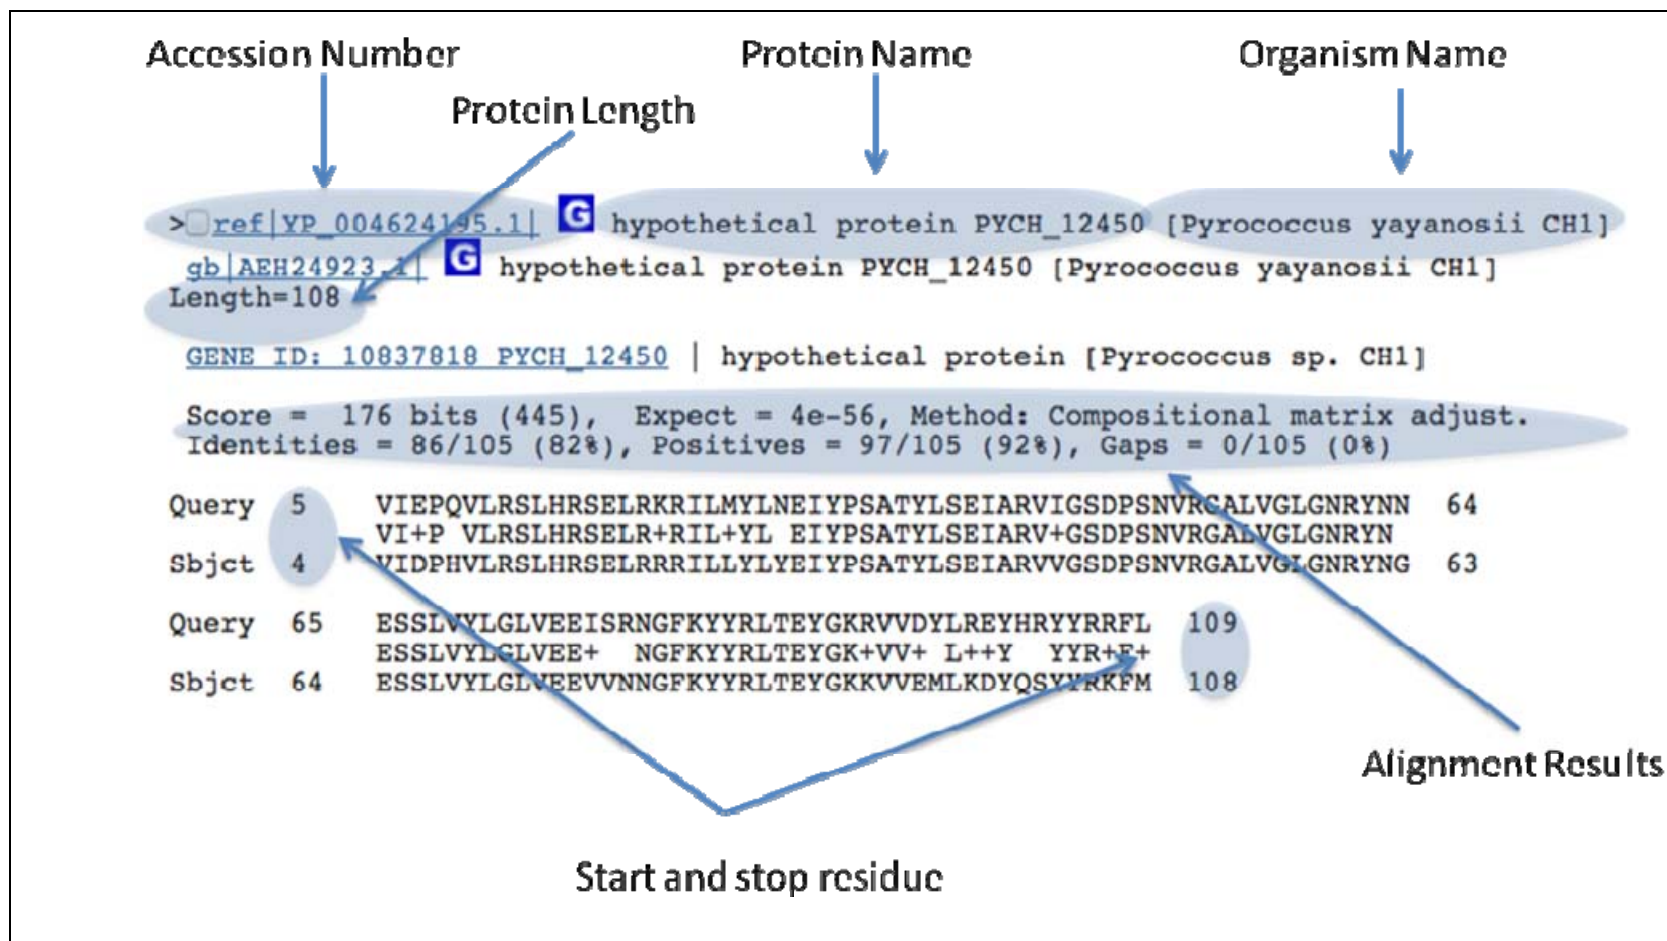 Accession Number
Protein Name
Organism Name
Protein Length
>ref|YP_004624195.1| G hypothetical protein PYCH_12450 [Pyrococcus yayanosii CH1]
gb|AEH24923.1| G hypothetical protein PYCH_12450 [Pyrococcus yayanosii CH1]
Length=108
GENE ID: 10837818 PYCH_12450 | hypothetical protein [Pyrococcus sp. CH1]
Score = 176 bits (445), Expect = 4e-56, Method: Compositional matrix adjust.
Identities = 86/105 (82%), Positives = 97/105 (92%), Gaps = 0/105 (0%)
Query 5 VIEPQVLRSLHRSELRKRILMYLNEIYPSATYLSEIARVIGSDPSNVRGALVGLGNRYNN 64
VI+P VLRSLHRSELR+RIL+YL EIYPSATYLSEIARV+GSDPSNVRGALVGLGNRYN
Sbjct 4 VIDPHVLRSLHRSELRRRILLYLYEIYPSATYLSEIARVVGSDPSNVRGALVGLGNRYNG 63
Query 65 ESSLVYLGLVEEISRNGFKYYRLTEYGKRVVDYLREYHRYYRRFL 109
ESSLVYLGLVEE+ NGFKYYRLTEYGK+VV+ L++Y YYR+F+
Sbjct 64 ESSLVYLGLVEEVVNNGFKYYRLTEYGKKVVEMLKDYQSYYRKFM 108
Alignment Results
Start and stop residue